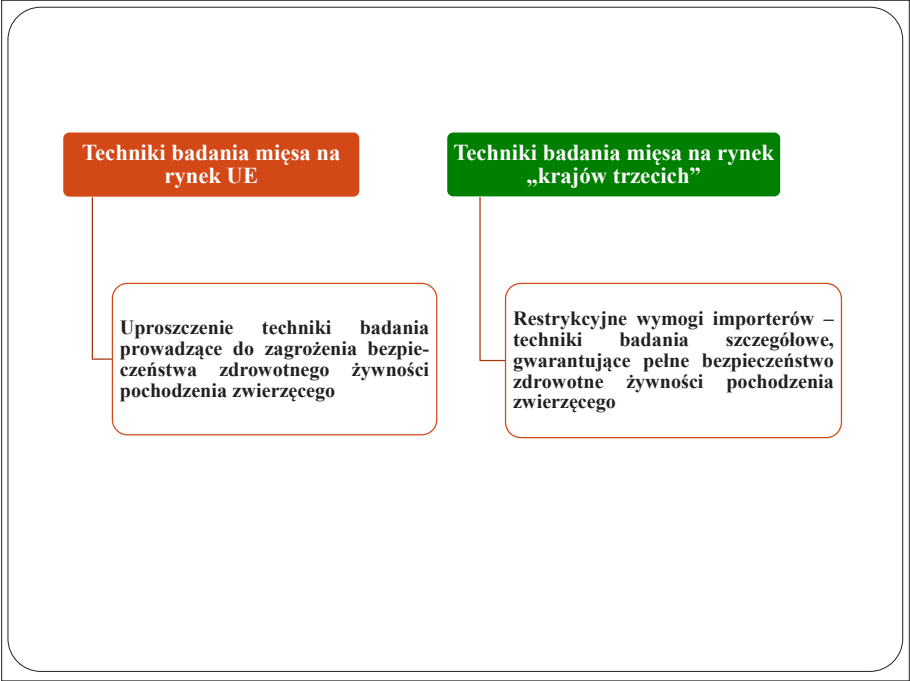 Techniki badania mięsa na
rynek UE
Uproszczenie techniki badania
prowadzące do zagrożenia bezpie-
czeństwa zdrowotnego żywności
pochodzenia zwierzęcego
Techniki badania mięsa na rynek
„krajów trzecich”
Restrykcyjne wymogi importerów –
techniki badania szczegółowe,
gwarantujące pełne bezpieczeństwo
zdrowotne żywności pochodzenia
zwierzęcego